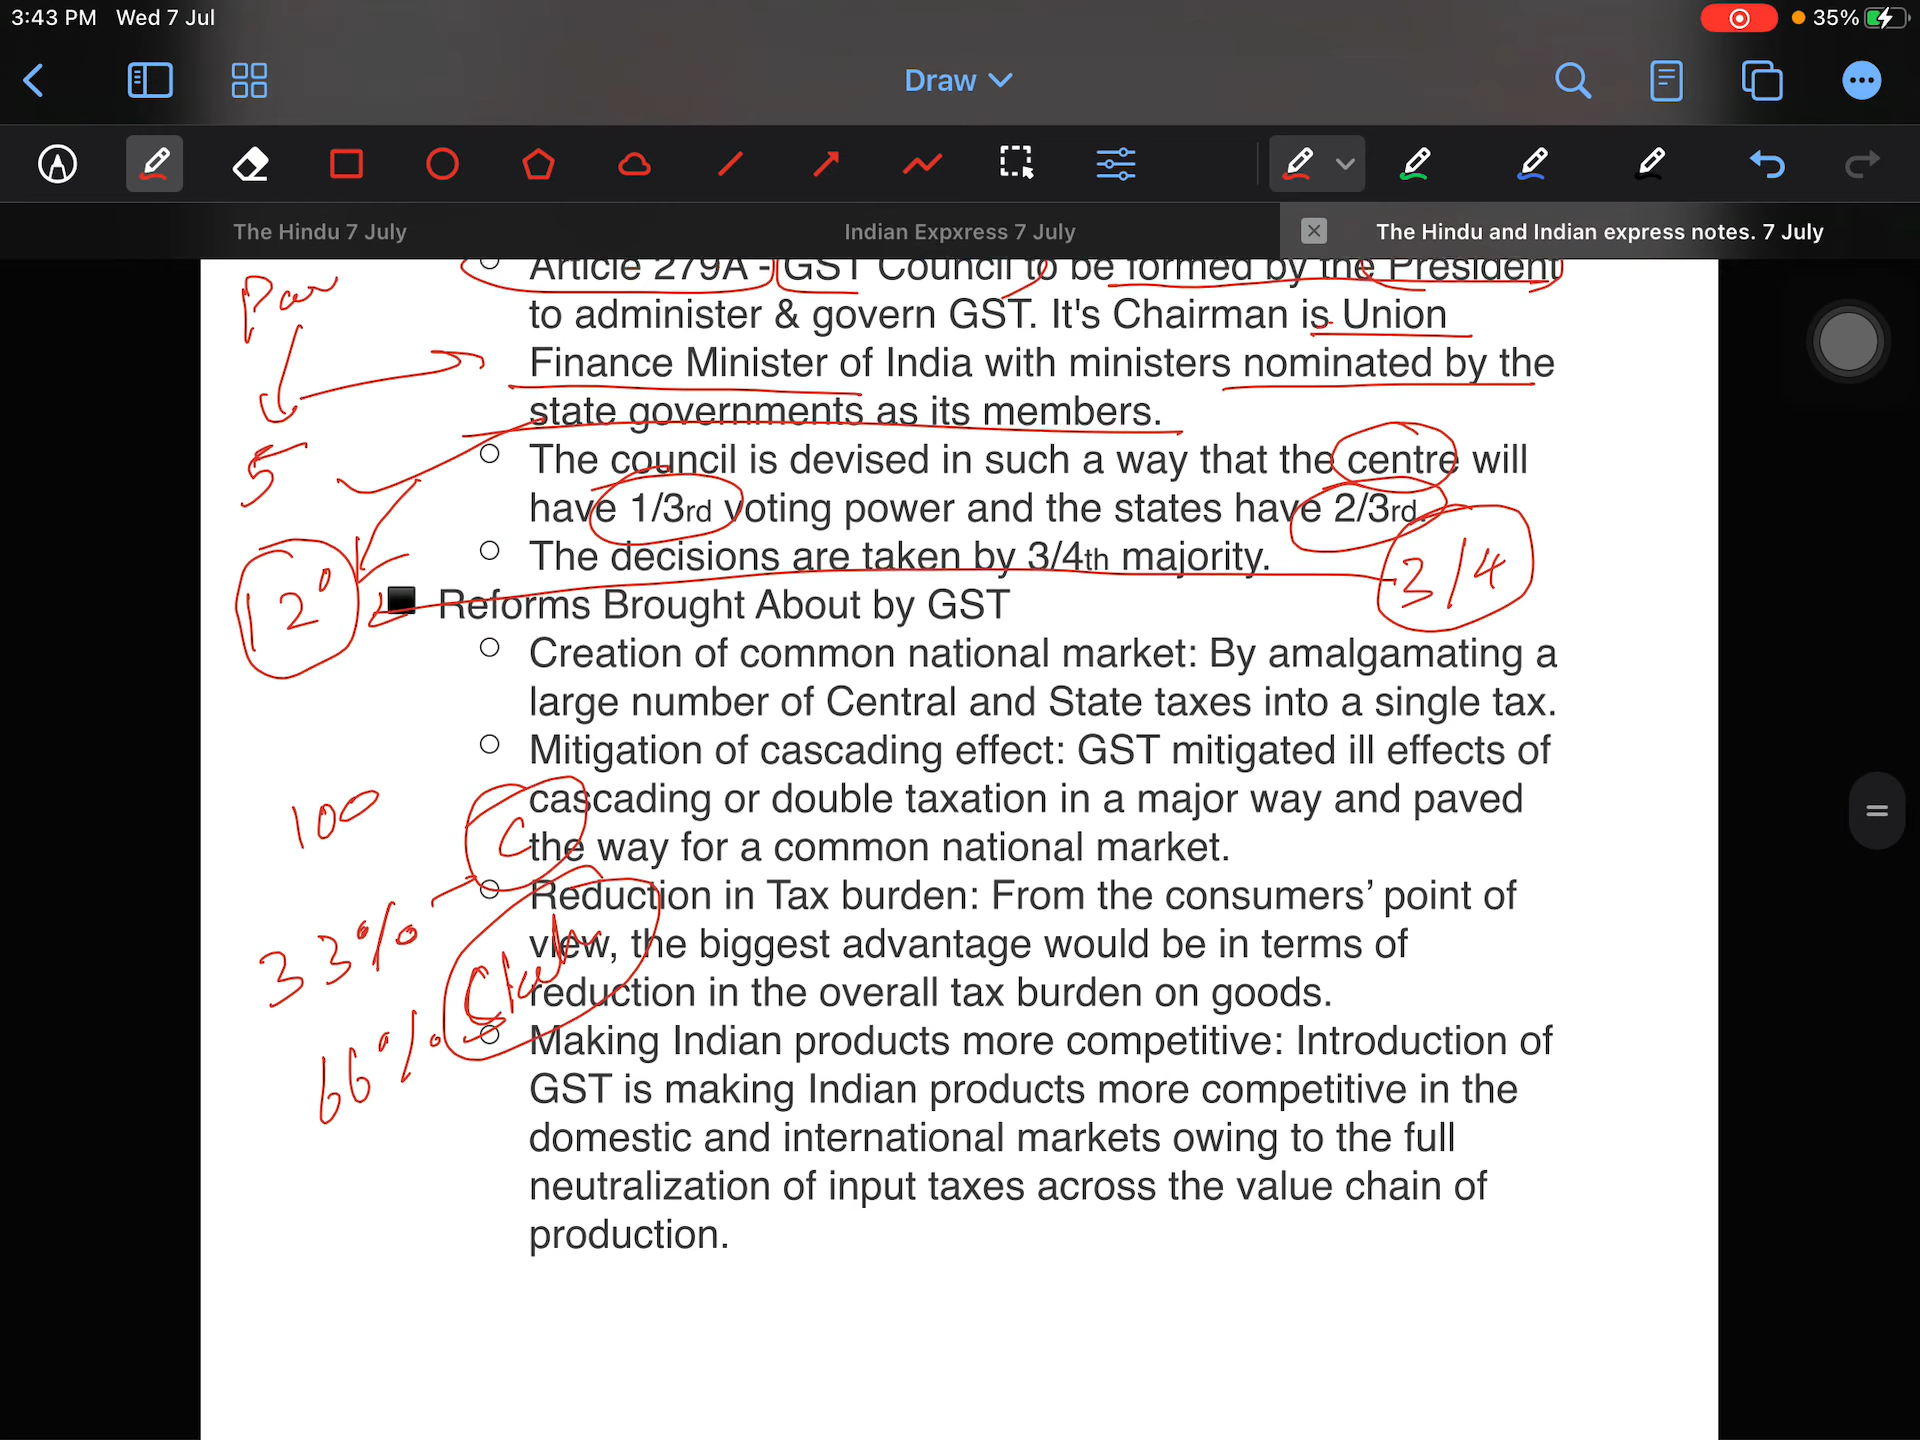 3:43 PM Wed 7 Jul
35%
Draw
The Hindu 7 July
Indian Expxress 7 July
The Hindu and Indian express notes. 7 July
Article 279A - GST Council to be formed by the President
to administer & govern GST. It's Chairman is Union
Finance Minister of India with ministers nominated by the
state governments as its members.
5
The council is devised in such a way that the centre will
have 1/3rd voting power and the states have 2/3rd.
The decisions are taken by 3/4th majority.
3/4
Reforms Brought About by GST
Creation of common national market: By amalgamating a
large number of Central and State taxes into a single tax.
Mitigation of cascading effect: GST mitigated ill effects of
cascading or double taxation in a major way and paved
100
C
the way for a common national market.
Reduction in Tax burden: From the consumers’ point of
view, the biggest advantage would be in terms of
33%
reduction in the overall tax burden on goods.
Making Indian products more competitive: Introduction of
66%
GST is making Indian products more competitive in the
domestic and international markets owing to the full
neutralization of input taxes across the value chain of
production.